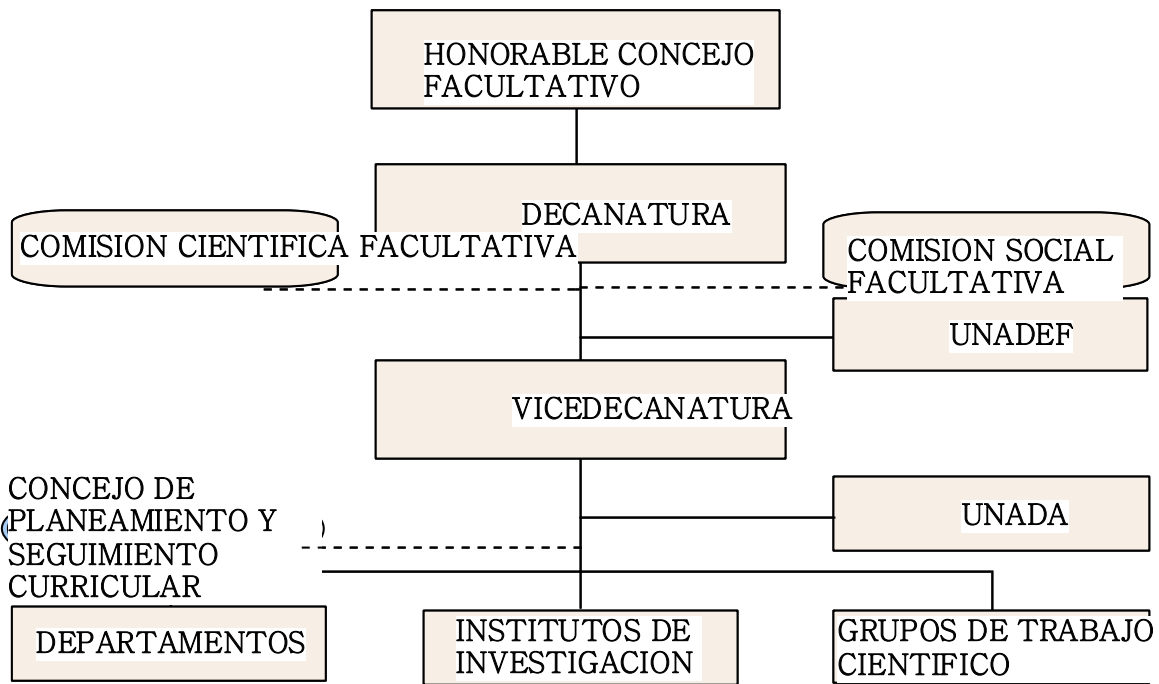 HONORABLE CONCEJO
FACULTATIVO
DECANATURA
COMISION CIENTIFICA FACULTATIVA
COMISION SOCIAL
FACULTATIVA
UNADEF
VICEDECANATURA
CONCEJO DE
PLANEAMIENTO Y
SEGUIMIENTO
CURRICULAR
UNADA
DEPARTAMENTOS
INSTITUTOS DE
INVESTIGACION
GRUPOS DE TRABAJO
CIENTIFICO